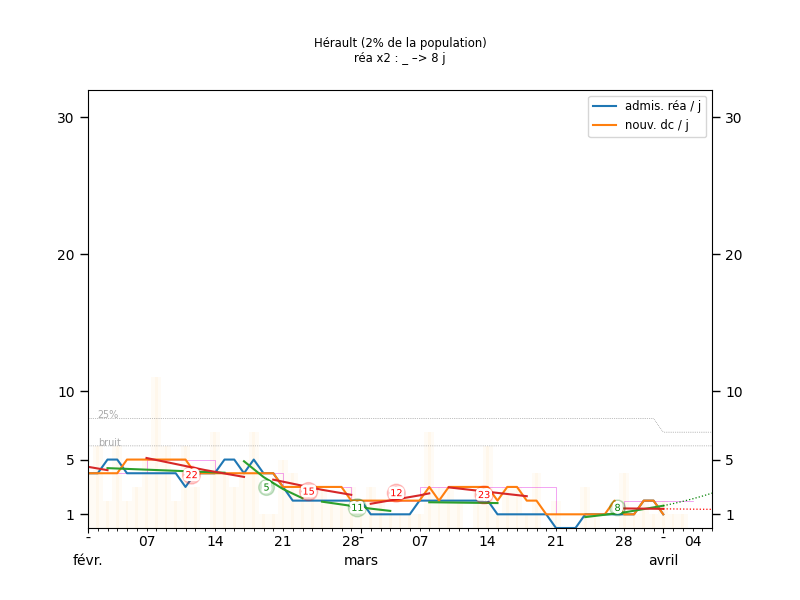 Hérault (2% de la population)
réa x2 : _ –> 8 j
admis. réa / j
nouv. dc / j
30 30
20 20
10 10
25%
bruit
5 5
22 5 15 11 12 23 8
1 1
- 07 14 21 28 - 07 14 21 28 - 04
févr. mars avril